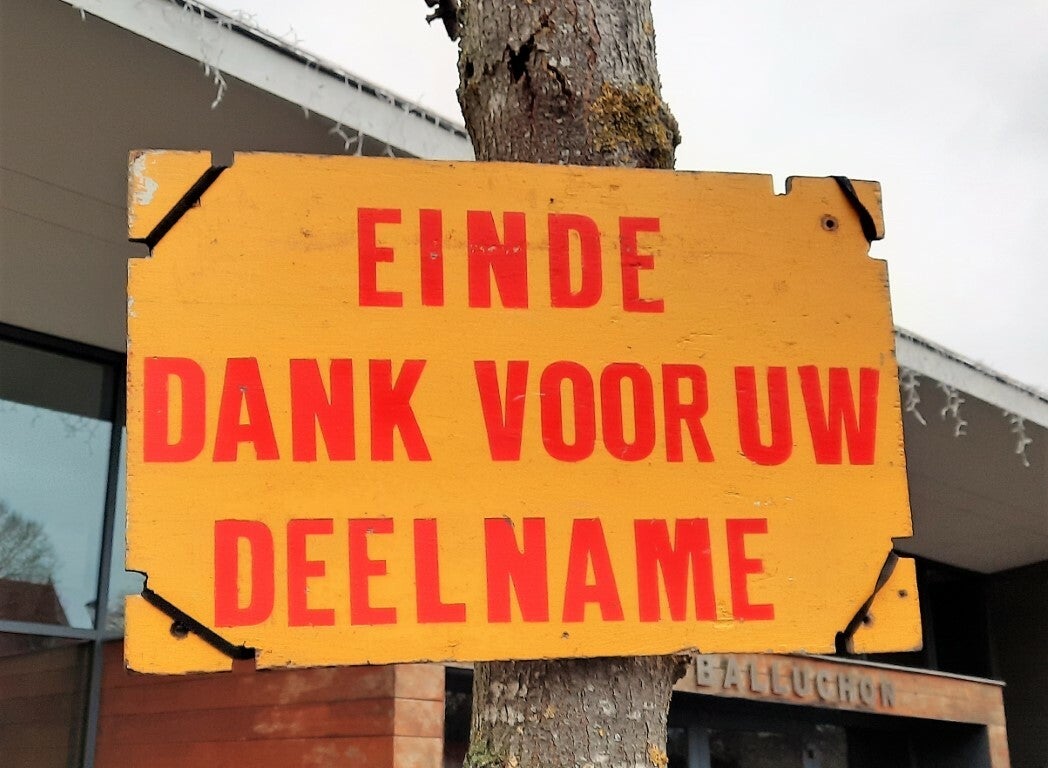 EINDE
DANK VOOR UW
DEELNAME
BALLUCHON